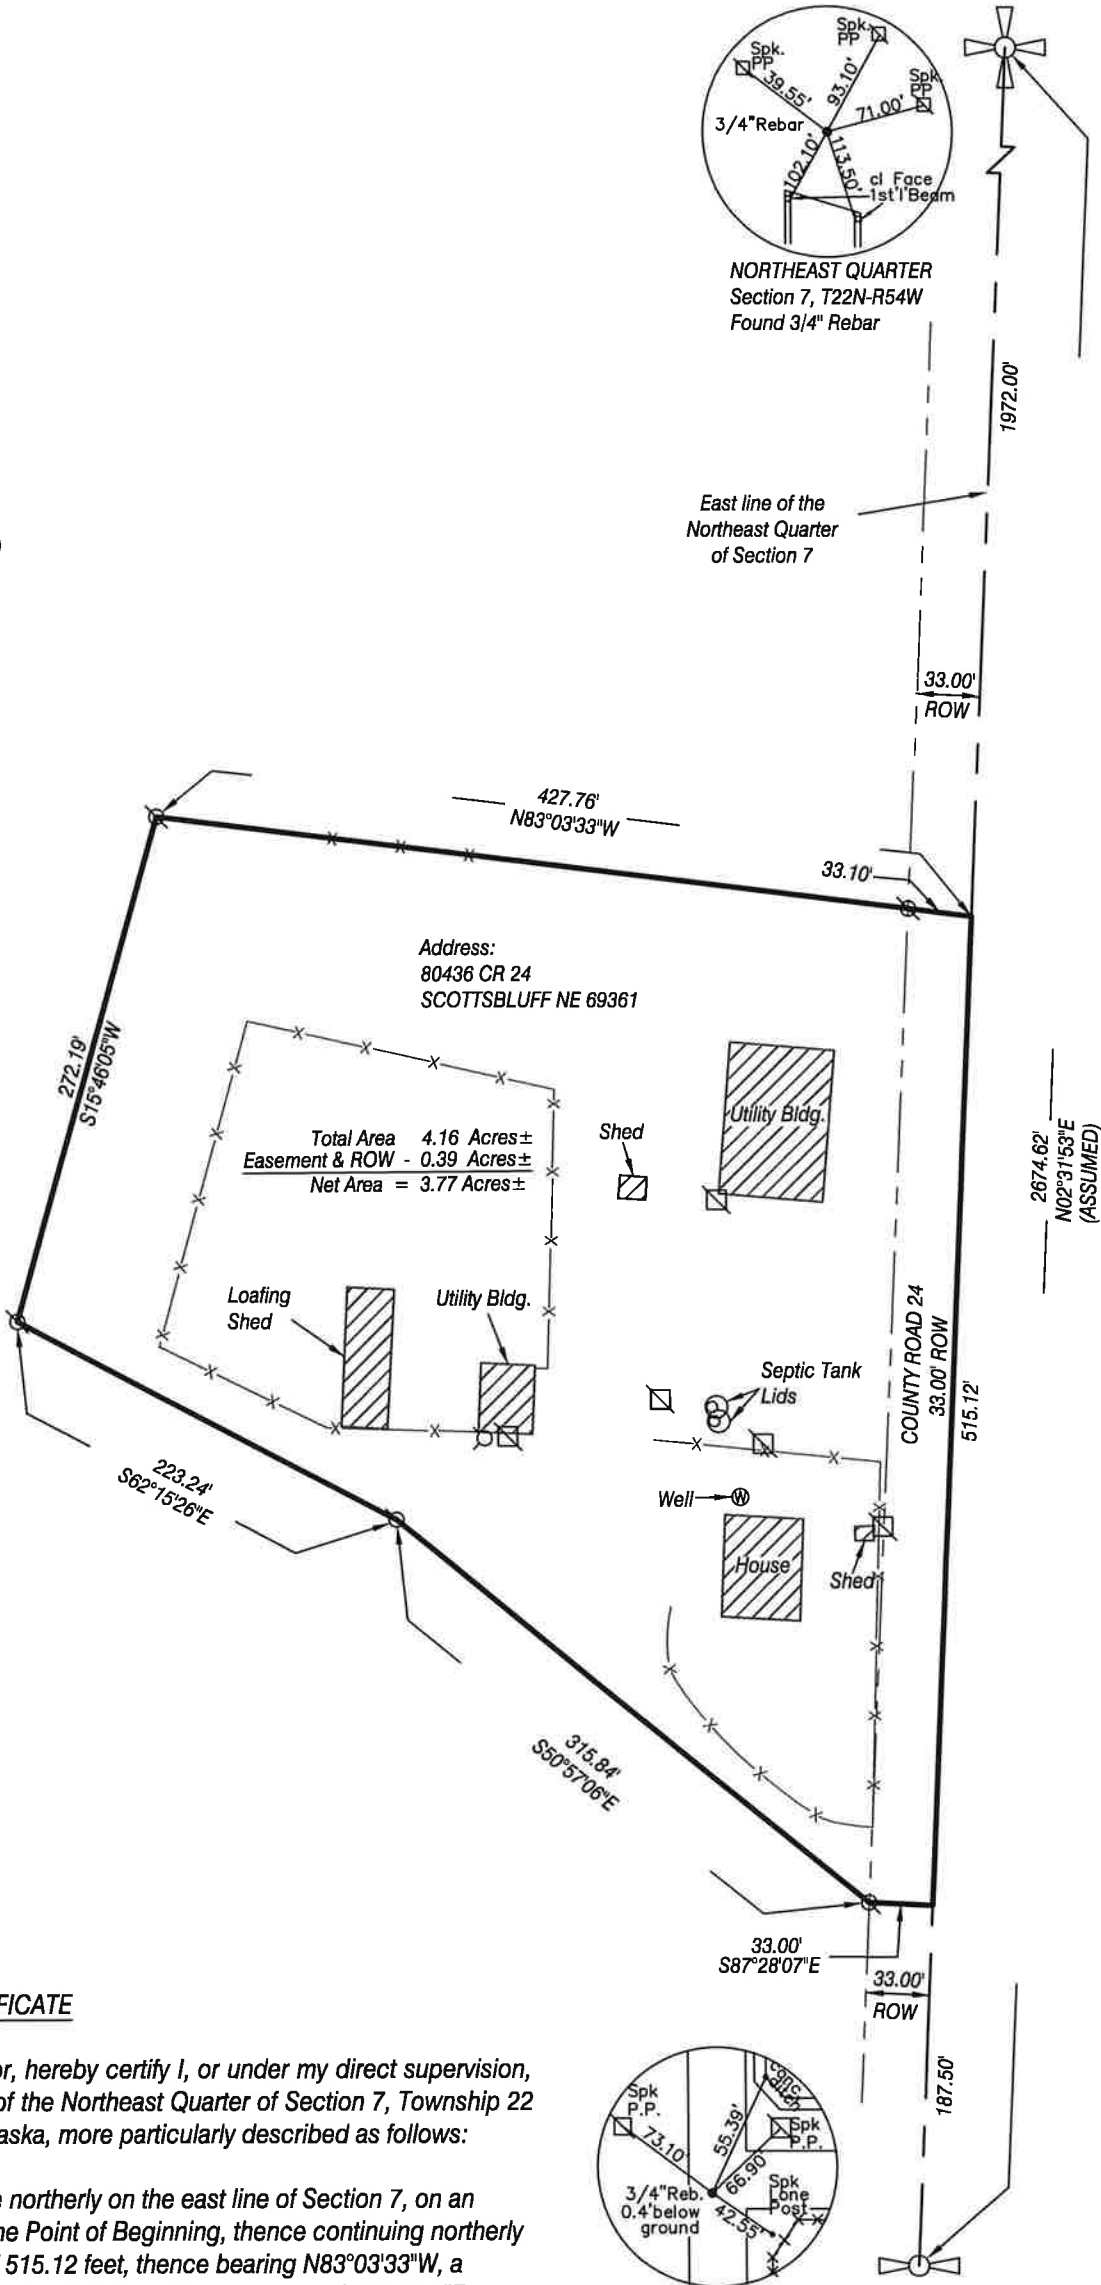 Spk.
PP
Spk.
PP
Spk.
PP
39.55'
93.10'
71.00'
3/4"Rebar
102.10'
113.50'
cl Face
1st'I'Beam
NORTHEAST QUARTER
Section 7, T22N-R54W
Found 3/4" Rebar
1972.00'
East line of the
Northeast Quarter
of Section 7
33.00'
ROW
427.76'
N83°03'33"W
33.10'
Address:
80436 CR 24
SCOTTSBLUFF NE 69361
272.19'
S15°46'05"W
Utility Bldg.
Shed
Total Area 4.16 Acres±
Easement & ROW - 0.39 Acres±
Net Area = 3.77 Acres±
2674.62'
N02°31'53"E
(ASSUMED)
Loafing
Shed
Utility Bldg.
COUNTY ROAD 24
33.00' ROW
515.12'
Septic Tank
Lids
223.24'
S62°15'26"E
Well
W
House
Shed
315.84'
S50°57'06"E
33.00'
S87°28'07"E
33.00'
ROW
187.50'
FICATE
or, hereby certify I, or under my direct supervision,
of the Northeast Quarter of Section 7, Township 22
aska, more particularly described as follows:
e northerly on the east line of Section 7, on an
ne Point of Beginning, thence continuing northerly
515.12 feet, thence bearing N83°03'33"W, a
Spk
P.P.
conc
ditch
73.10'
55.39'
Spk
P.P.
66.90'
3/4"Reb.
0.4'below
ground
Spk
Lone
Post
42.55'